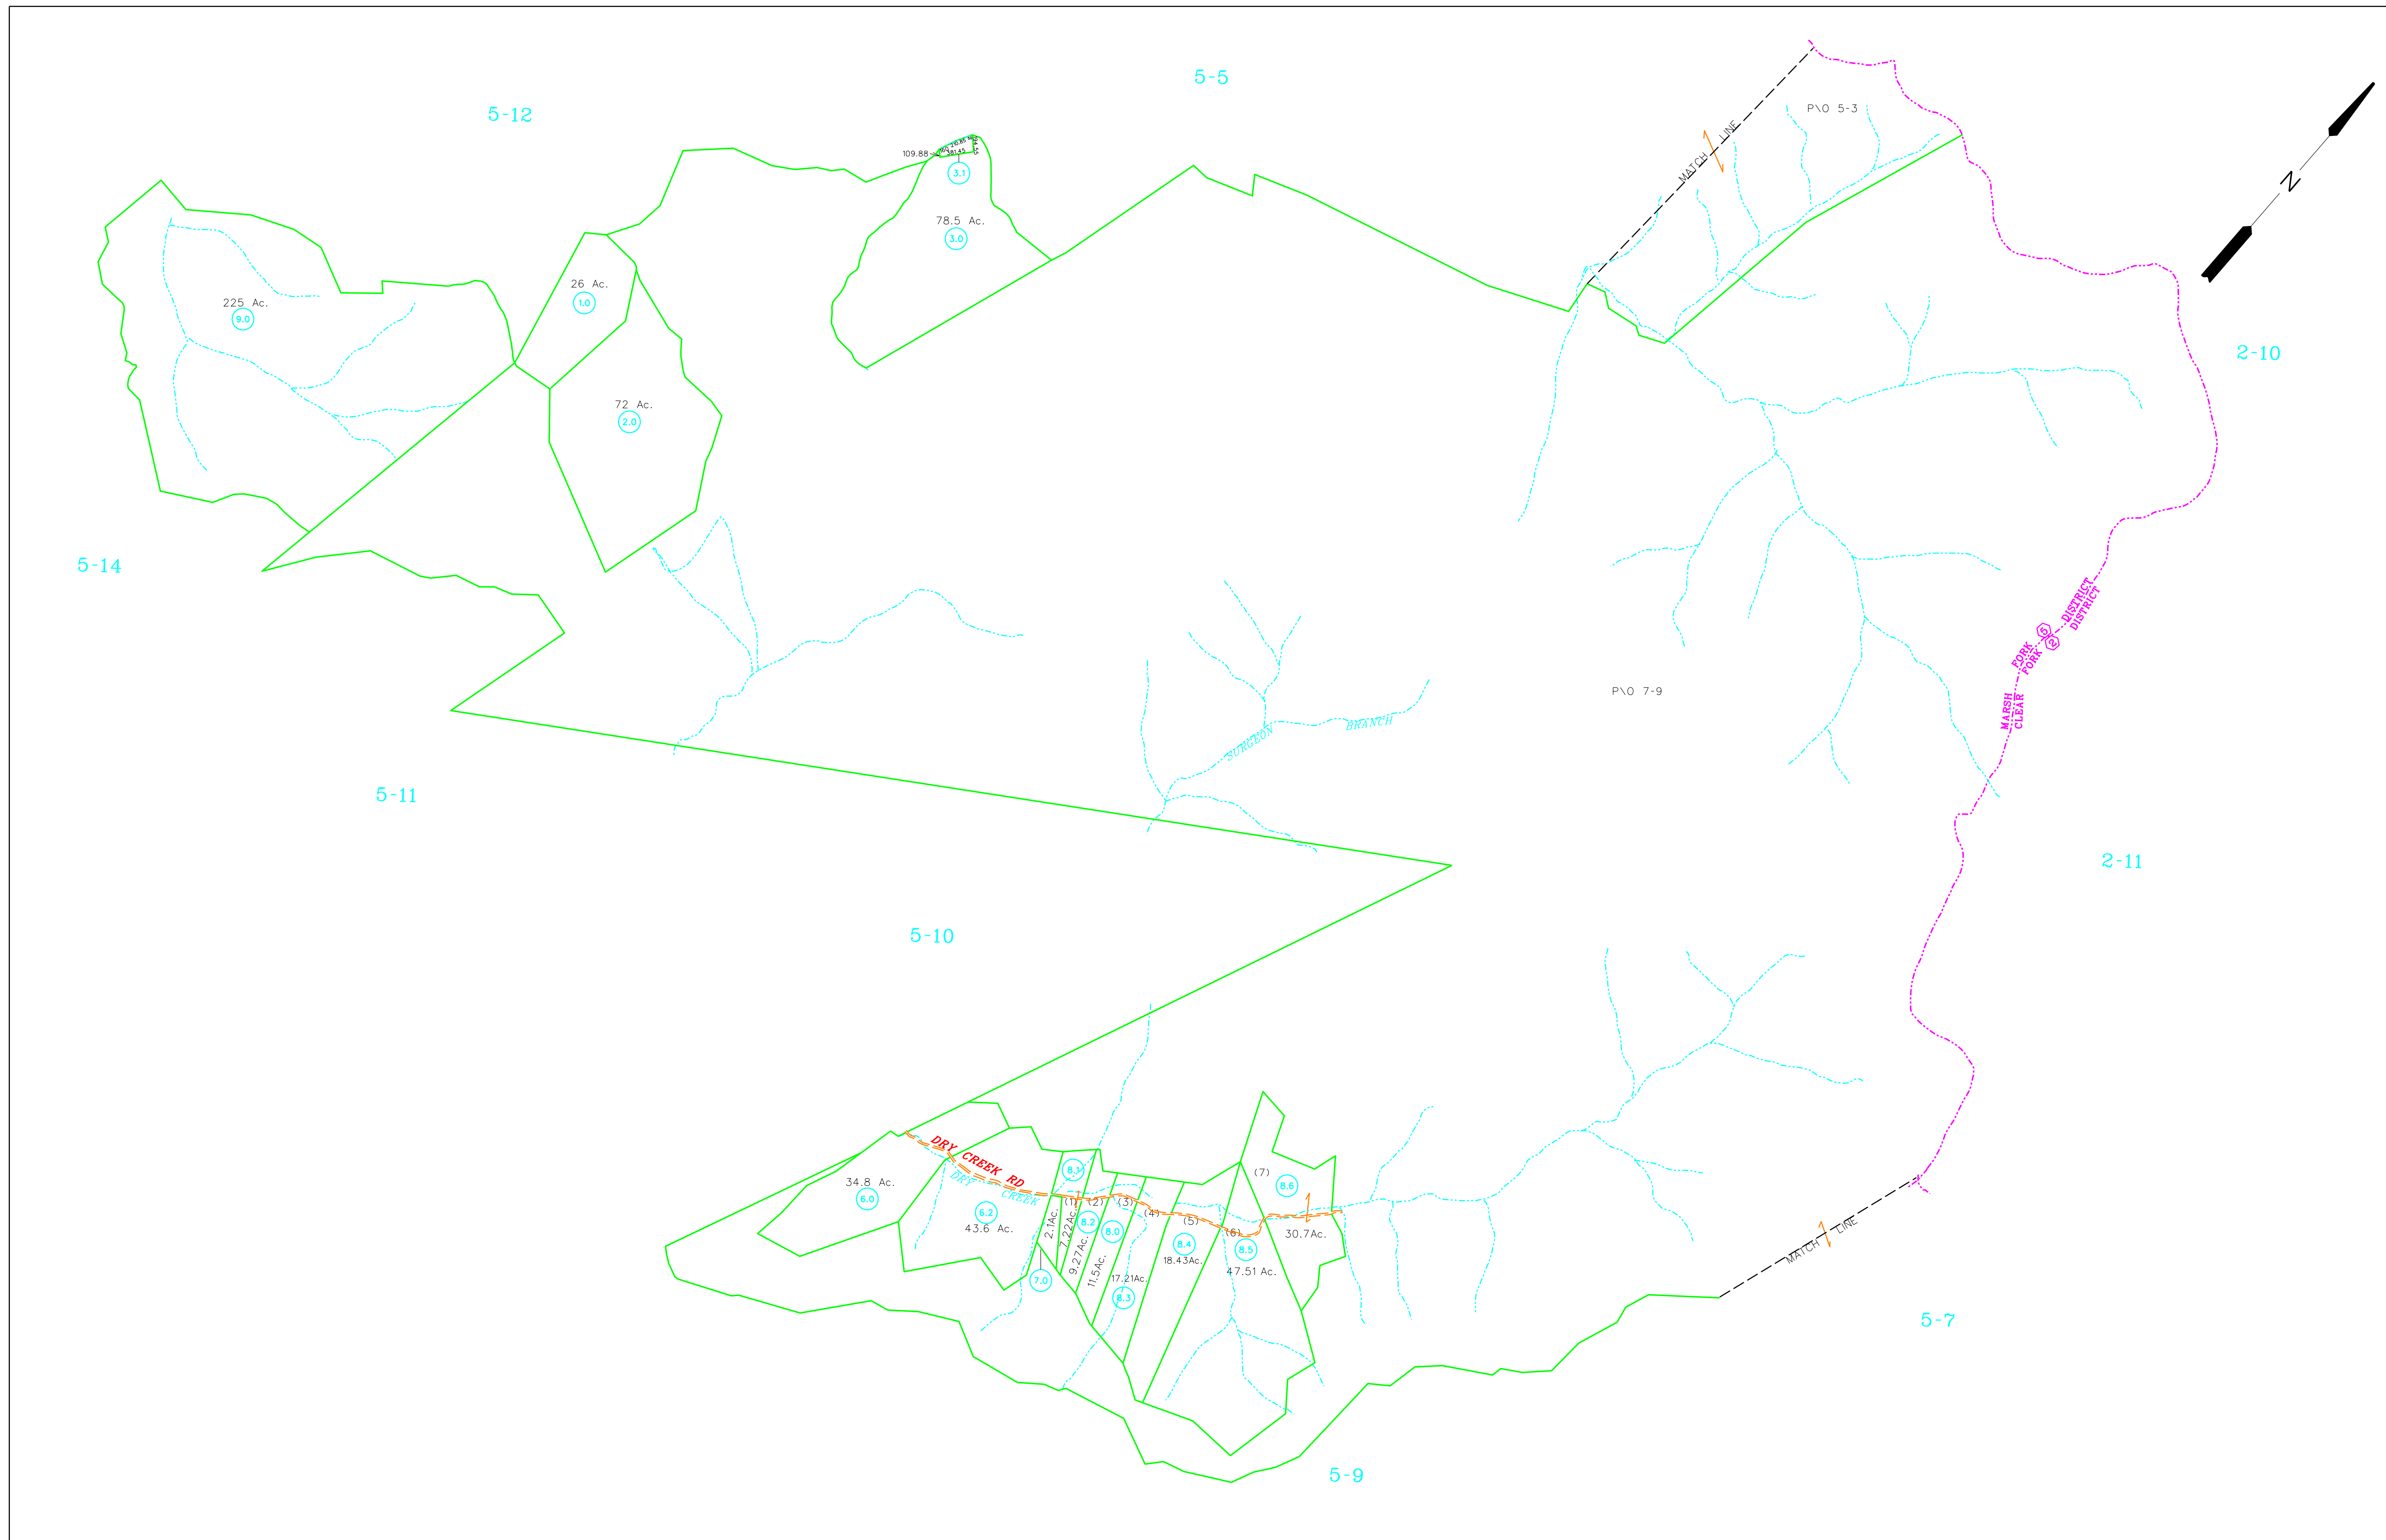 5-5
5-12
P\O 5-3
MATCH LINE
N
109.88
381.45
3.1
78.5 Ac.
3.0
26 Ac.
1.0
225 Ac.
9.0
2-10
72 Ac.
2.0
5-14
MARSH FORK 5 DISTRICT
CLEAR FORK 2 DISTRICT
P\O 7-9
SURGEON BRANCH
5-11
2-11
5-10
DRY CREEK RD
DRY CREEK
34.8 Ac.
6.0
6.2
43.6 Ac.
8.1
(1)
(2)
(3)
(4)
(5)
(6)
(7)
8.6
30.7Ac.
2.1Ac.
7.22Ac.
8.2
9.27Ac.
8.0
11.5Ac.
7.0
17.21Ac.
8.3
8.4
18.43Ac.
8.5
47.51 Ac.
MATCH LINE
5-7
5-9